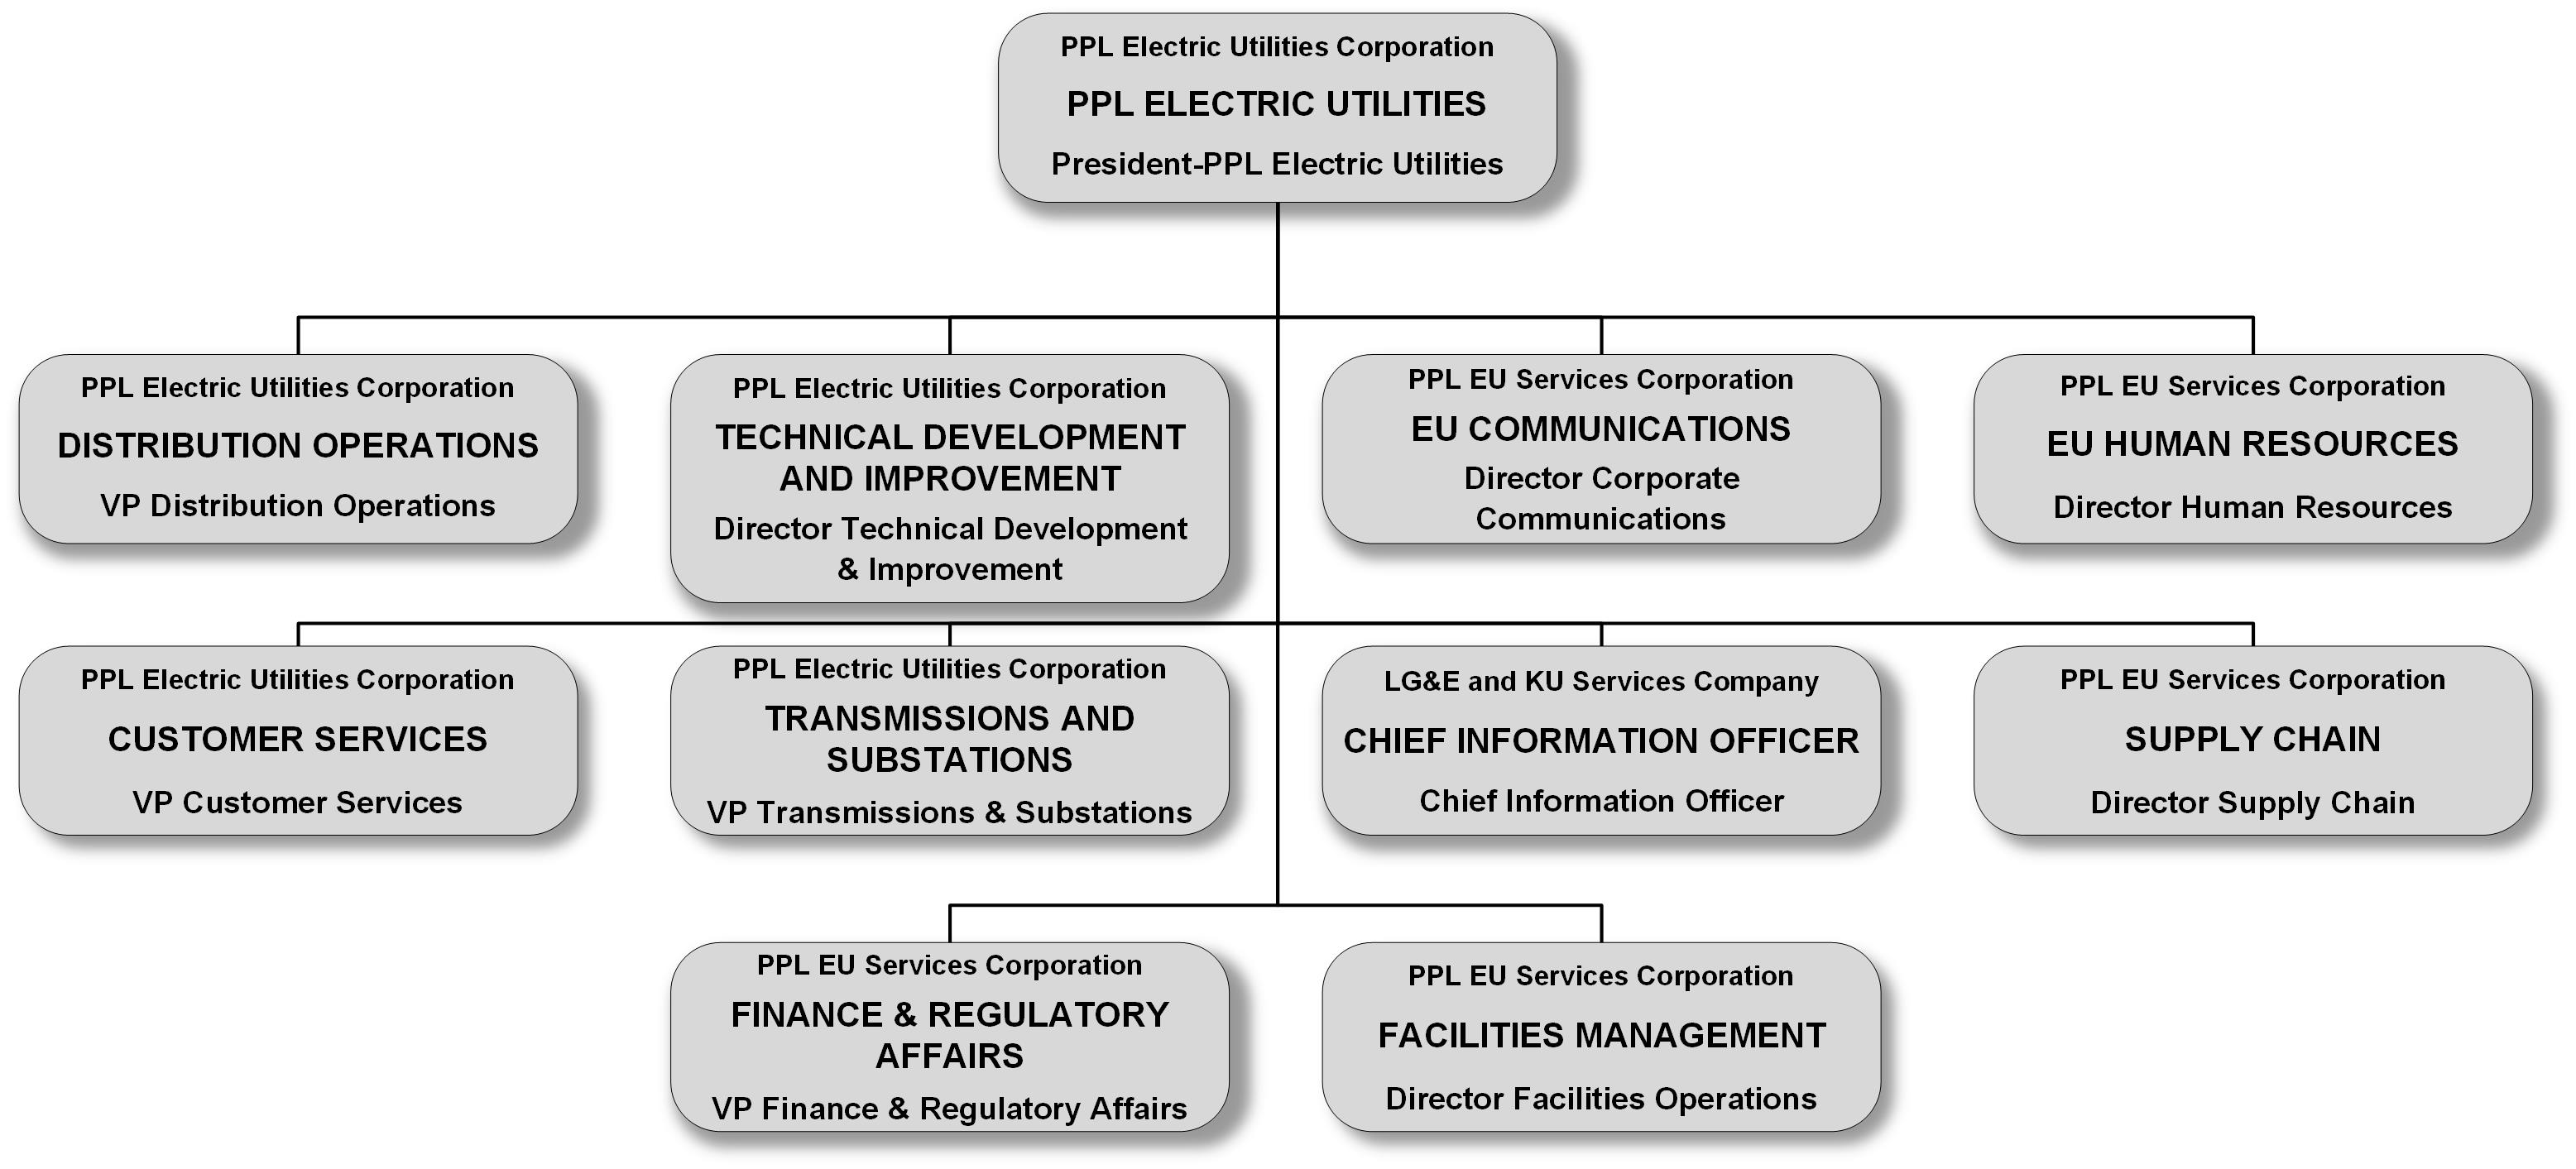 PPL Electric Utilities Corporation
PPL ELECTRIC UTILITIES
President-PPL Electric Utilities
PPL Electric Utilities Corporation
DISTRIBUTION OPERATIONS
VP Distribution Operations
PPL Electric Utilities Corporation
TECHNICAL DEVELOPMENT
AND IMPROVEMENT
Director Technical Development
& Improvement
PPL EU Services Corporation
EU COMMUNICATIONS
Director Corporate
Communications
PPL EU Services Corporation
EU HUMAN RESOURCES
Director Human Resources
PPL Electric Utilities Corporation
CUSTOMER SERVICES
VP Customer Services
PPL Electric Utilities Corporation
TRANSMISSIONS AND
SUBSTATIONS
VP Transmissions & Substations
LG&E and KU Services Company
CHIEF INFORMATION OFFICER
Chief Information Officer
PPL EU Services Corporation
SUPPLY CHAIN
Director Supply Chain
PPL EU Services Corporation
FINANCE & REGULATORY
AFFAIRS
VP Finance & Regulatory Affairs
PPL EU Services Corporation
FACILITIES MANAGEMENT
Director Facilities Operations